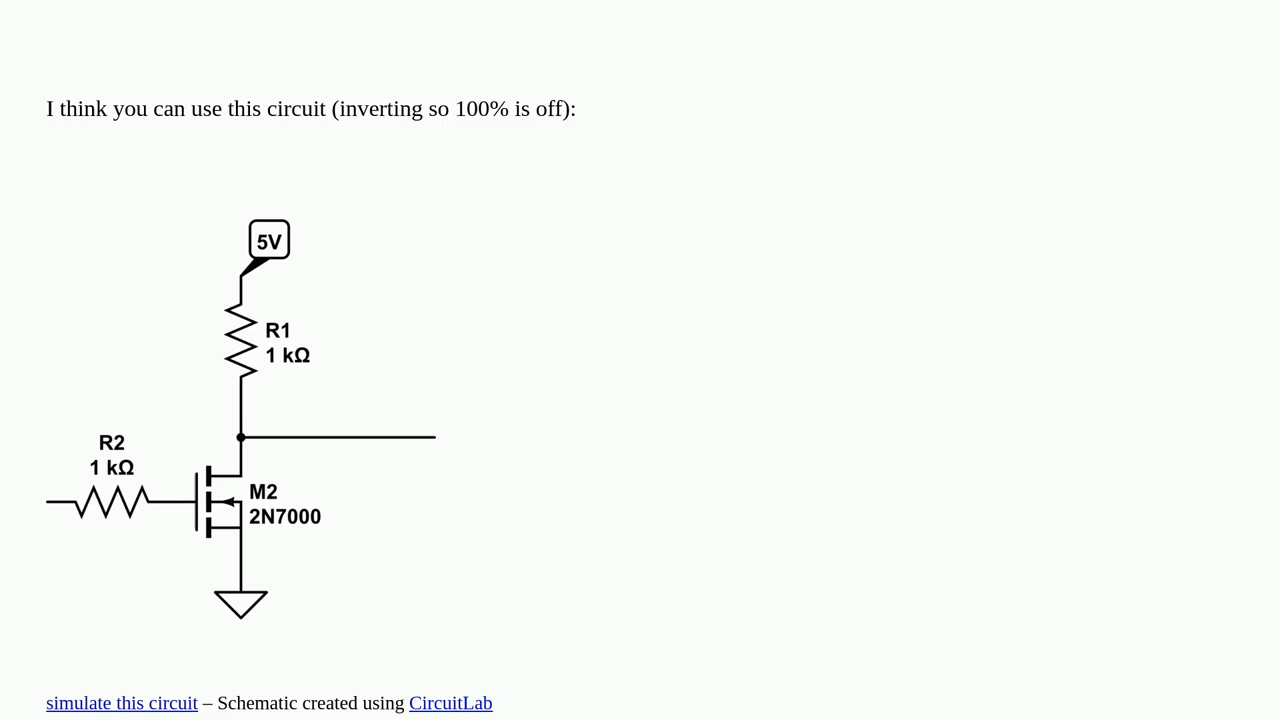 I think you can use this circuit (inverting so 100% is off):
5V
R1
1 kΩ
R2
1 kΩ
M2
2N7000
simulate this circuit – Schematic created using CircuitLab